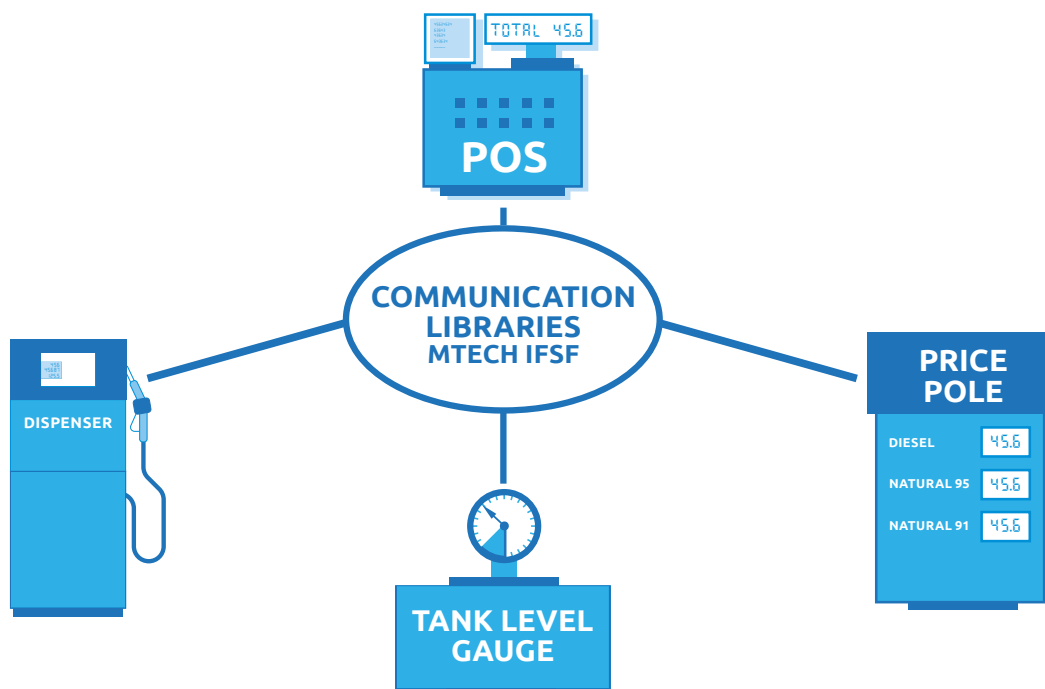 TOTAL 45.6
POS
COMMUNICATION
LIBRARIES
MTECH IFSF
DISPENSER
PRICE
POLE
DIESEL 45.6
NATURAL 95 45.6
NATURAL 91 45.6
TANK LEVEL
GAUGE